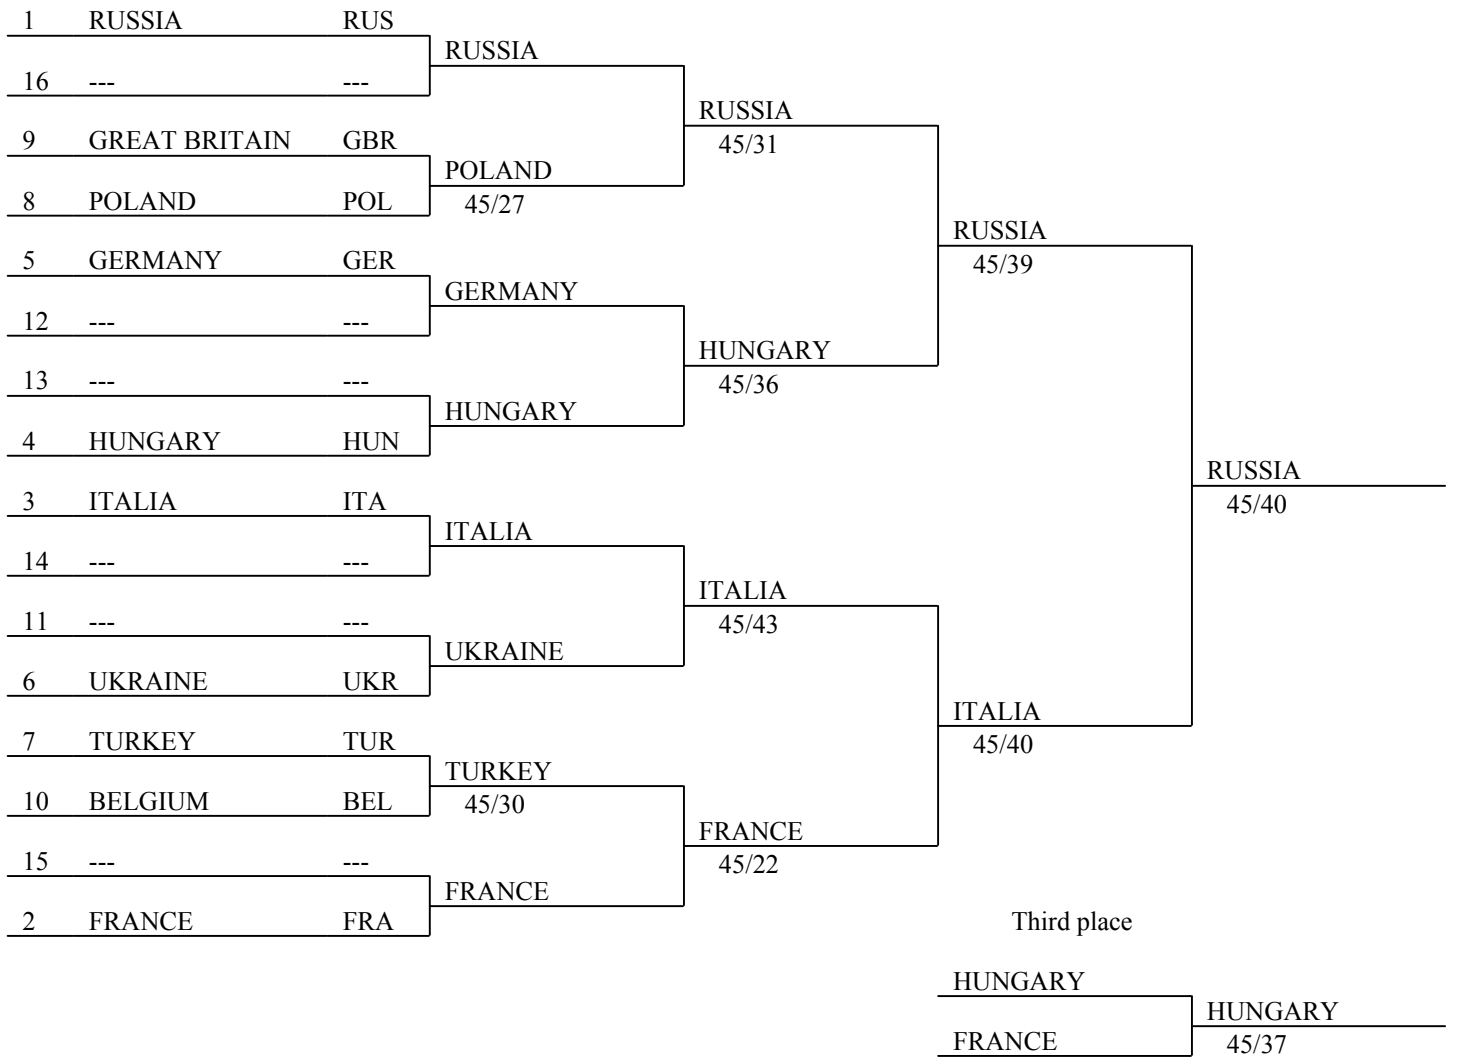 1 RUSSIA RUS
RUSSIA
16 --- ---
RUSSIA
45/31
9 GREAT BRITAIN GBR
POLAND
45/27
8 POLAND POL
RUSSIA
45/39
5 GERMANY GER
GERMANY
12 --- ---
HUNGARY
45/36
13 --- ---
HUNGARY
4 HUNGARY HUN
RUSSIA
45/40
3 ITALIA ITA
ITALIA
14 --- ---
ITALIA
45/43
11 --- ---
UKRAINE
6 UKRAINE UKR
ITALIA
45/40
7 TURKEY TUR
TURKEY
45/30
10 BELGIUM BEL
FRANCE
45/22
15 --- ---
FRANCE
2 FRANCE FRA
Third place
HUNGARY
HUNGARY
45/37
FRANCE